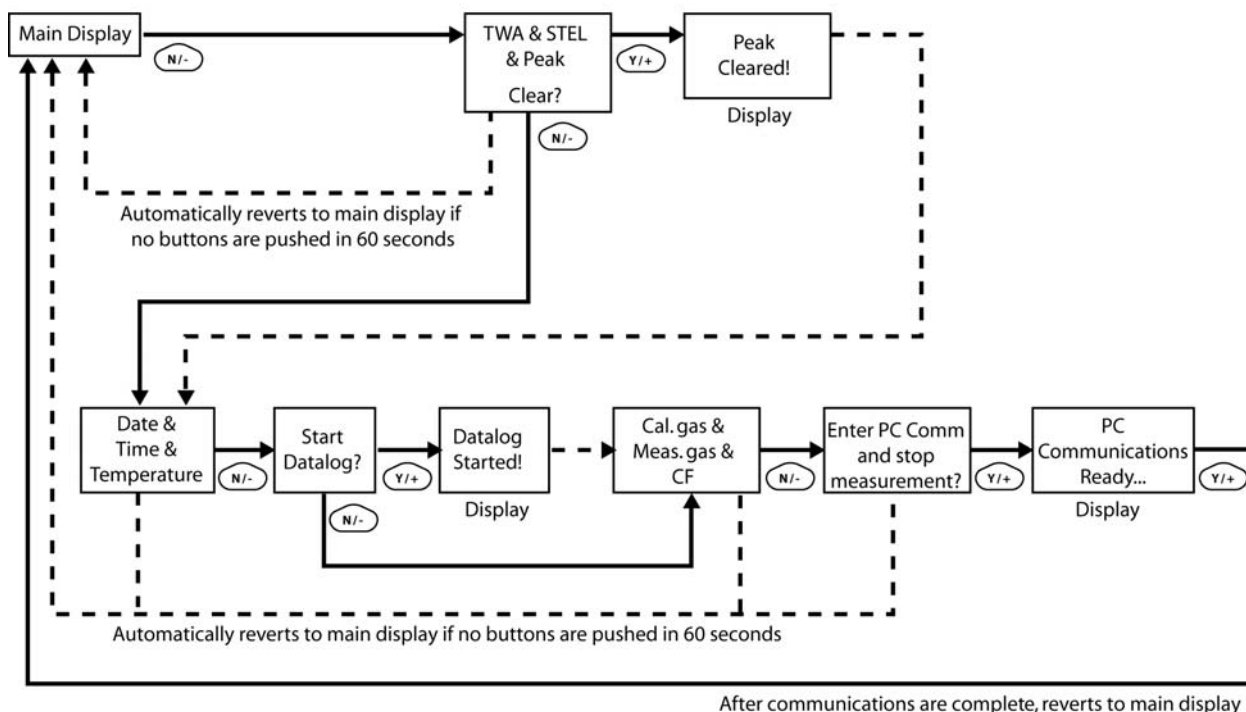 Main Display
N/-
TWA & STEL
& Peak
Clear?
Y/+
Peak
Cleared!
Display
N/-
Automatically reverts to main display if
no buttons are pushed in 60 seconds
Date &
Time &
Temperature
N/-
Start
Datalog?
Y/+
Datalog
Started!
Display
N/-
Cal. gas &
Meas. gas &
CF
N/-
Enter PC Comm
and stop
measurement?
Y/+
PC
Communications
Ready...
Display
Y/+
Automatically reverts to main display if no buttons are pushed in 60 seconds
After communications are complete, reverts to main display